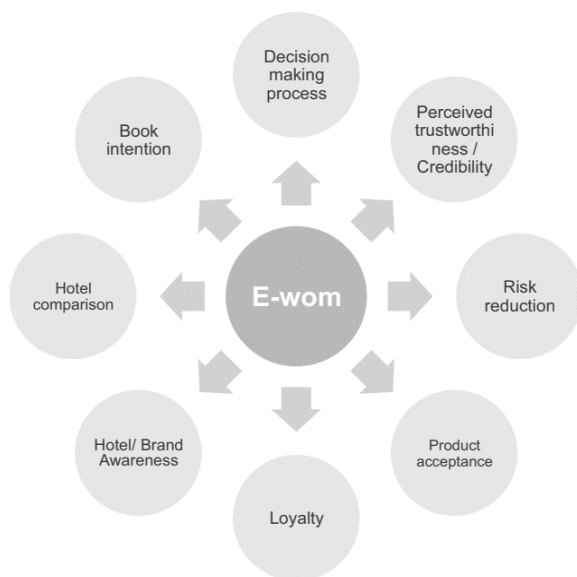 Decision
making
process
Perceived
trustworthi
ness /
Credibility
Risk
reduction
Product
acceptance
Loyalty
Hotel/ Brand
Awareness
Hotel
comparison
Book
intention
E-wom